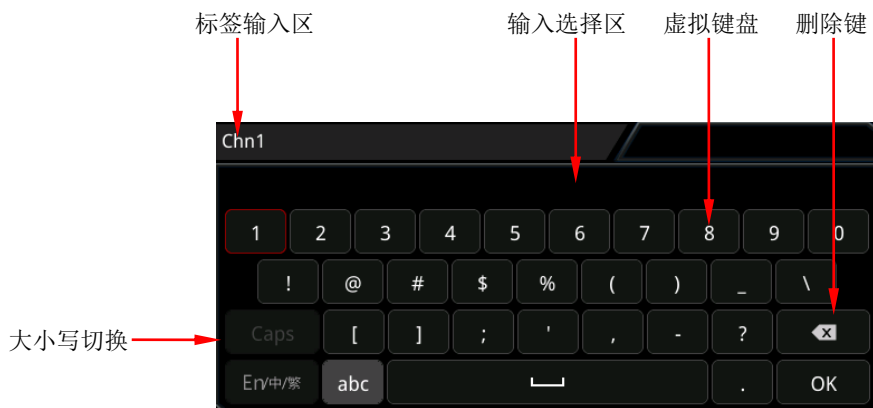 标签输入区 输入选择区 虚拟键盘 删除键
Chn1
1 2 3 4 5 6 7 8 9 0
! @ # $ % ( ) _ \
大小写切换 Caps [ ] ; ' , - ? x
En/中/繁 abc . OK